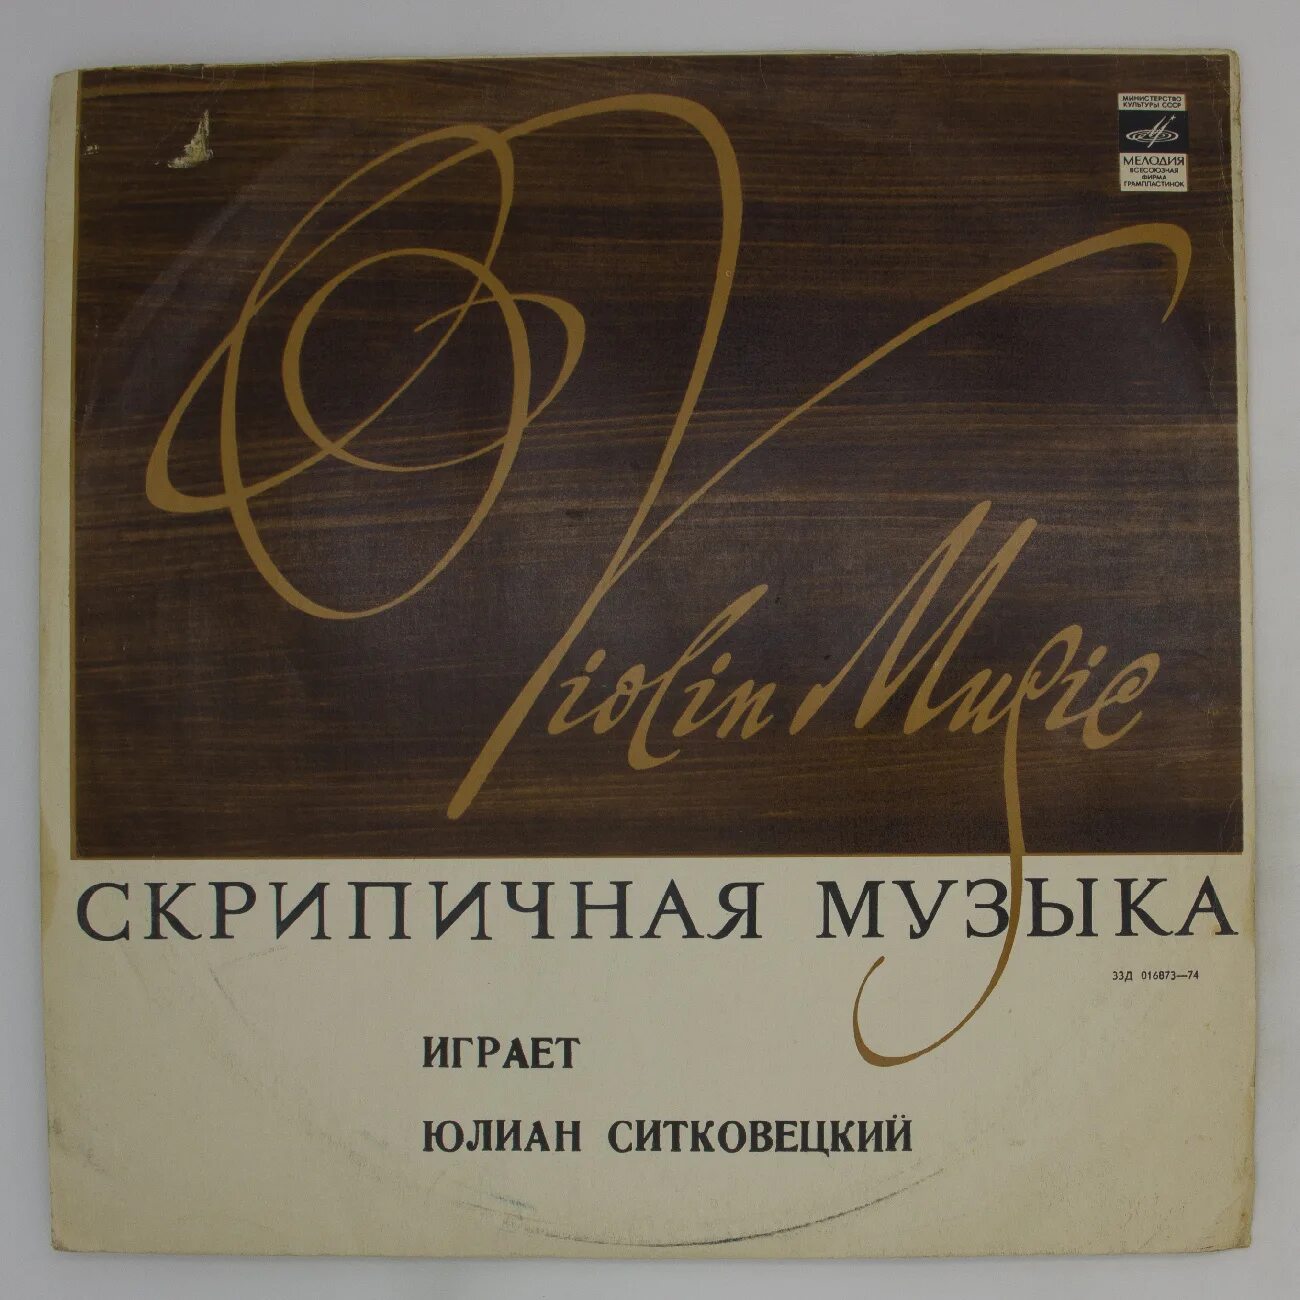 МИНИСТЕРСТВО
КУЛЬТУРЫ СССР
МЕЛОДИЯ
ВСЕСОЮЗНАЯ
ФИРМА
ГРАМПЛАСТИНОК
Violin Music
СКРИПИЧНАЯ МУЗЫКА
33Д 016873—74
ИГРАЕТ
ЮЛИАН СИТКОВЕЦКИЙ